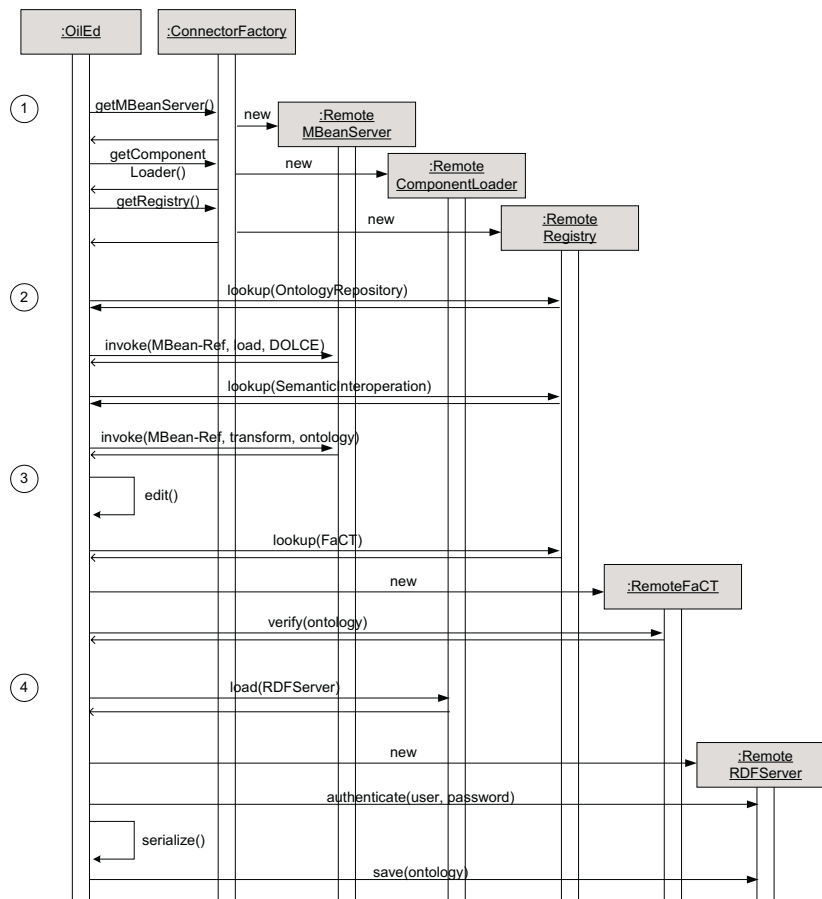 :OilEd
:ConnectorFactory
1
getMBeanServer()
new
:Remote
MBeanServer
getComponent
Loader()
new
:Remote
ComponentLoader
getRegistry()
new
:Remote
Registry
2
lookup(OntologyRepository)
invoke(MBean-Ref, load, DOLCE)
lookup(SemanticInteroperation)
invoke(MBean-Ref, transform, ontology)
3
edit()
lookup(FaCT)
new
:RemoteFaCT
verify(ontology)
4
load(RDFServer)
new
:Remote
RDFServer
authenticate(user, password)
serialize()
save(ontology)